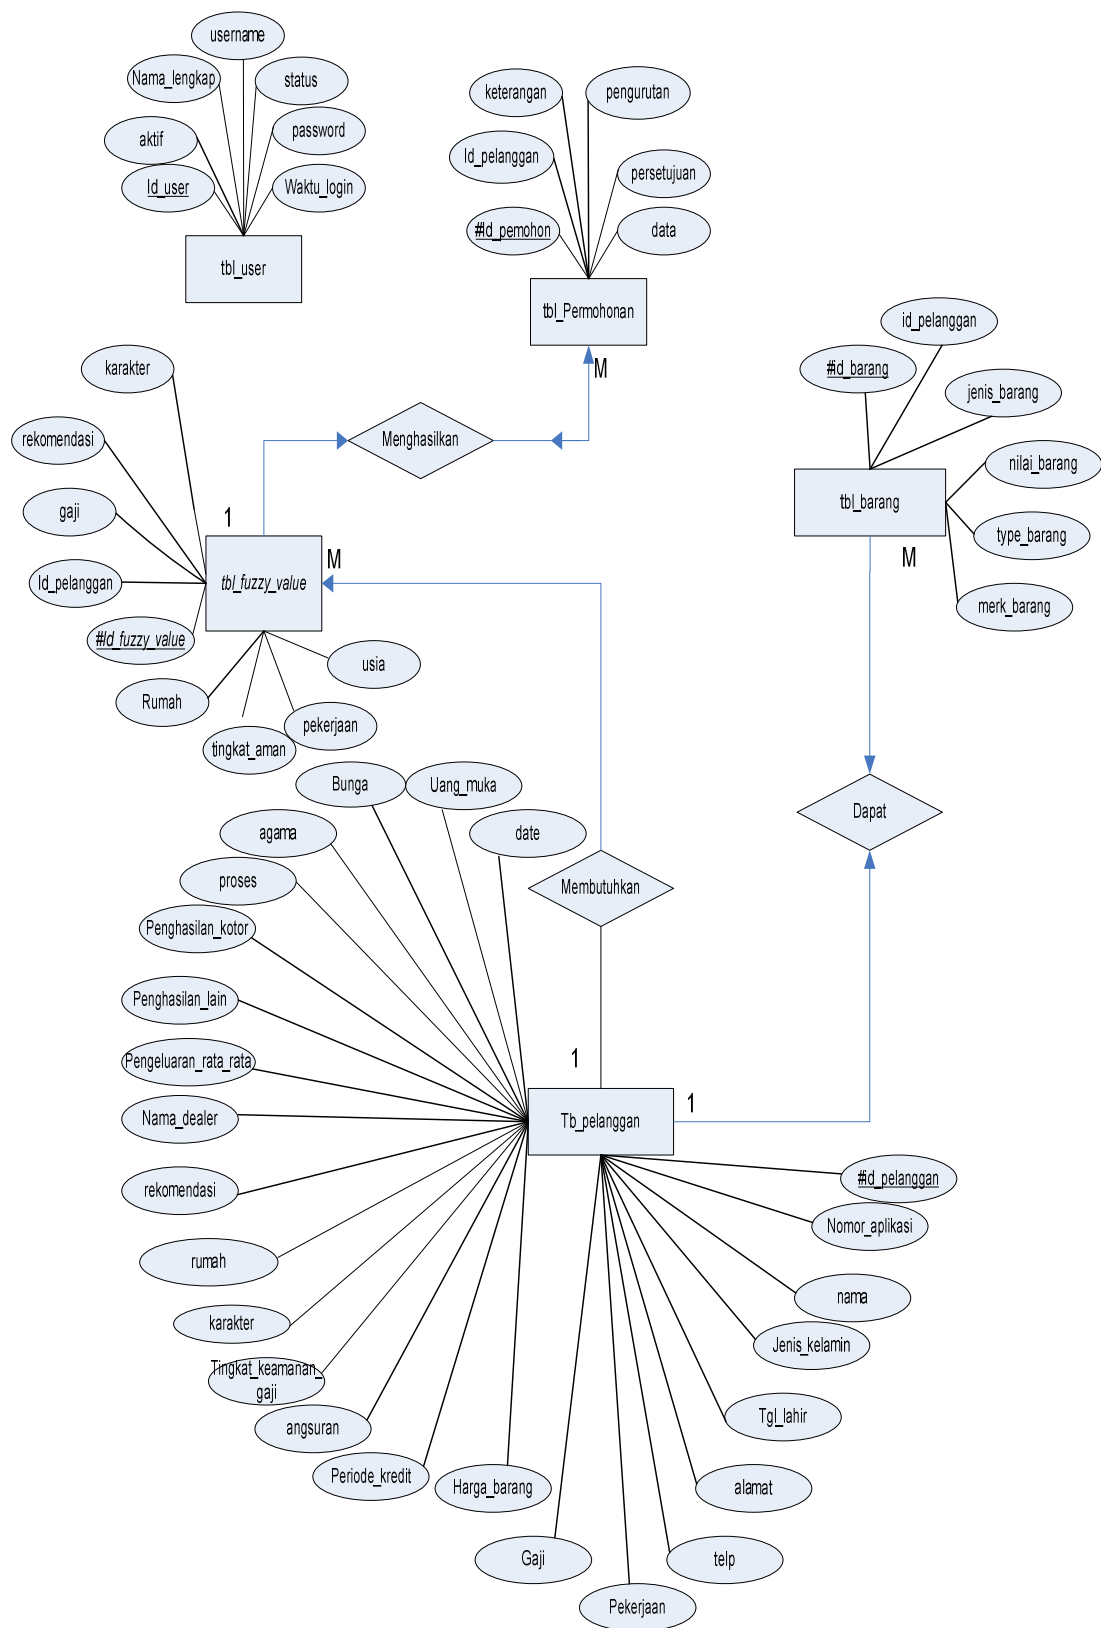 username
Nama_lengkap
status
aktif
password
Id_user
Waktu_login
tbl_user
keterangan
pengurutan
Id_pelanggan
persetujuan
#Id_pemohon
data
tbl_Permohonan
M
id_pelanggan
#id_barang
jenis_barang
nilai_barang
tbl_barang
type_barang
M
merk_barang
karakter
Menghasilkan
rekomendasi
gaji
1
M
Id_pelanggan
tbl_fuzzy_value
#Id_fuzzy_value
usia
Rumah
pekerjaan
tingkat_aman
Bunga
Uang_muka
date
agama
Dapat
proses
Membutuhkan
Penghasilan_kotor
Penghasilan_lain
Pengeluaran_rata_rata
1
1
Nama_dealer
Tb_pelanggan
rekomendasi
#id_pelanggan
Nomor_aplikasi
rumah
nama
karakter
Jenis_kelamin
Tingkat_keamanan_
gaji
Tgl_lahir
angsuran
Periode_kredit
Harga_barang
alamat
Gaji
telp
Pekerjaan